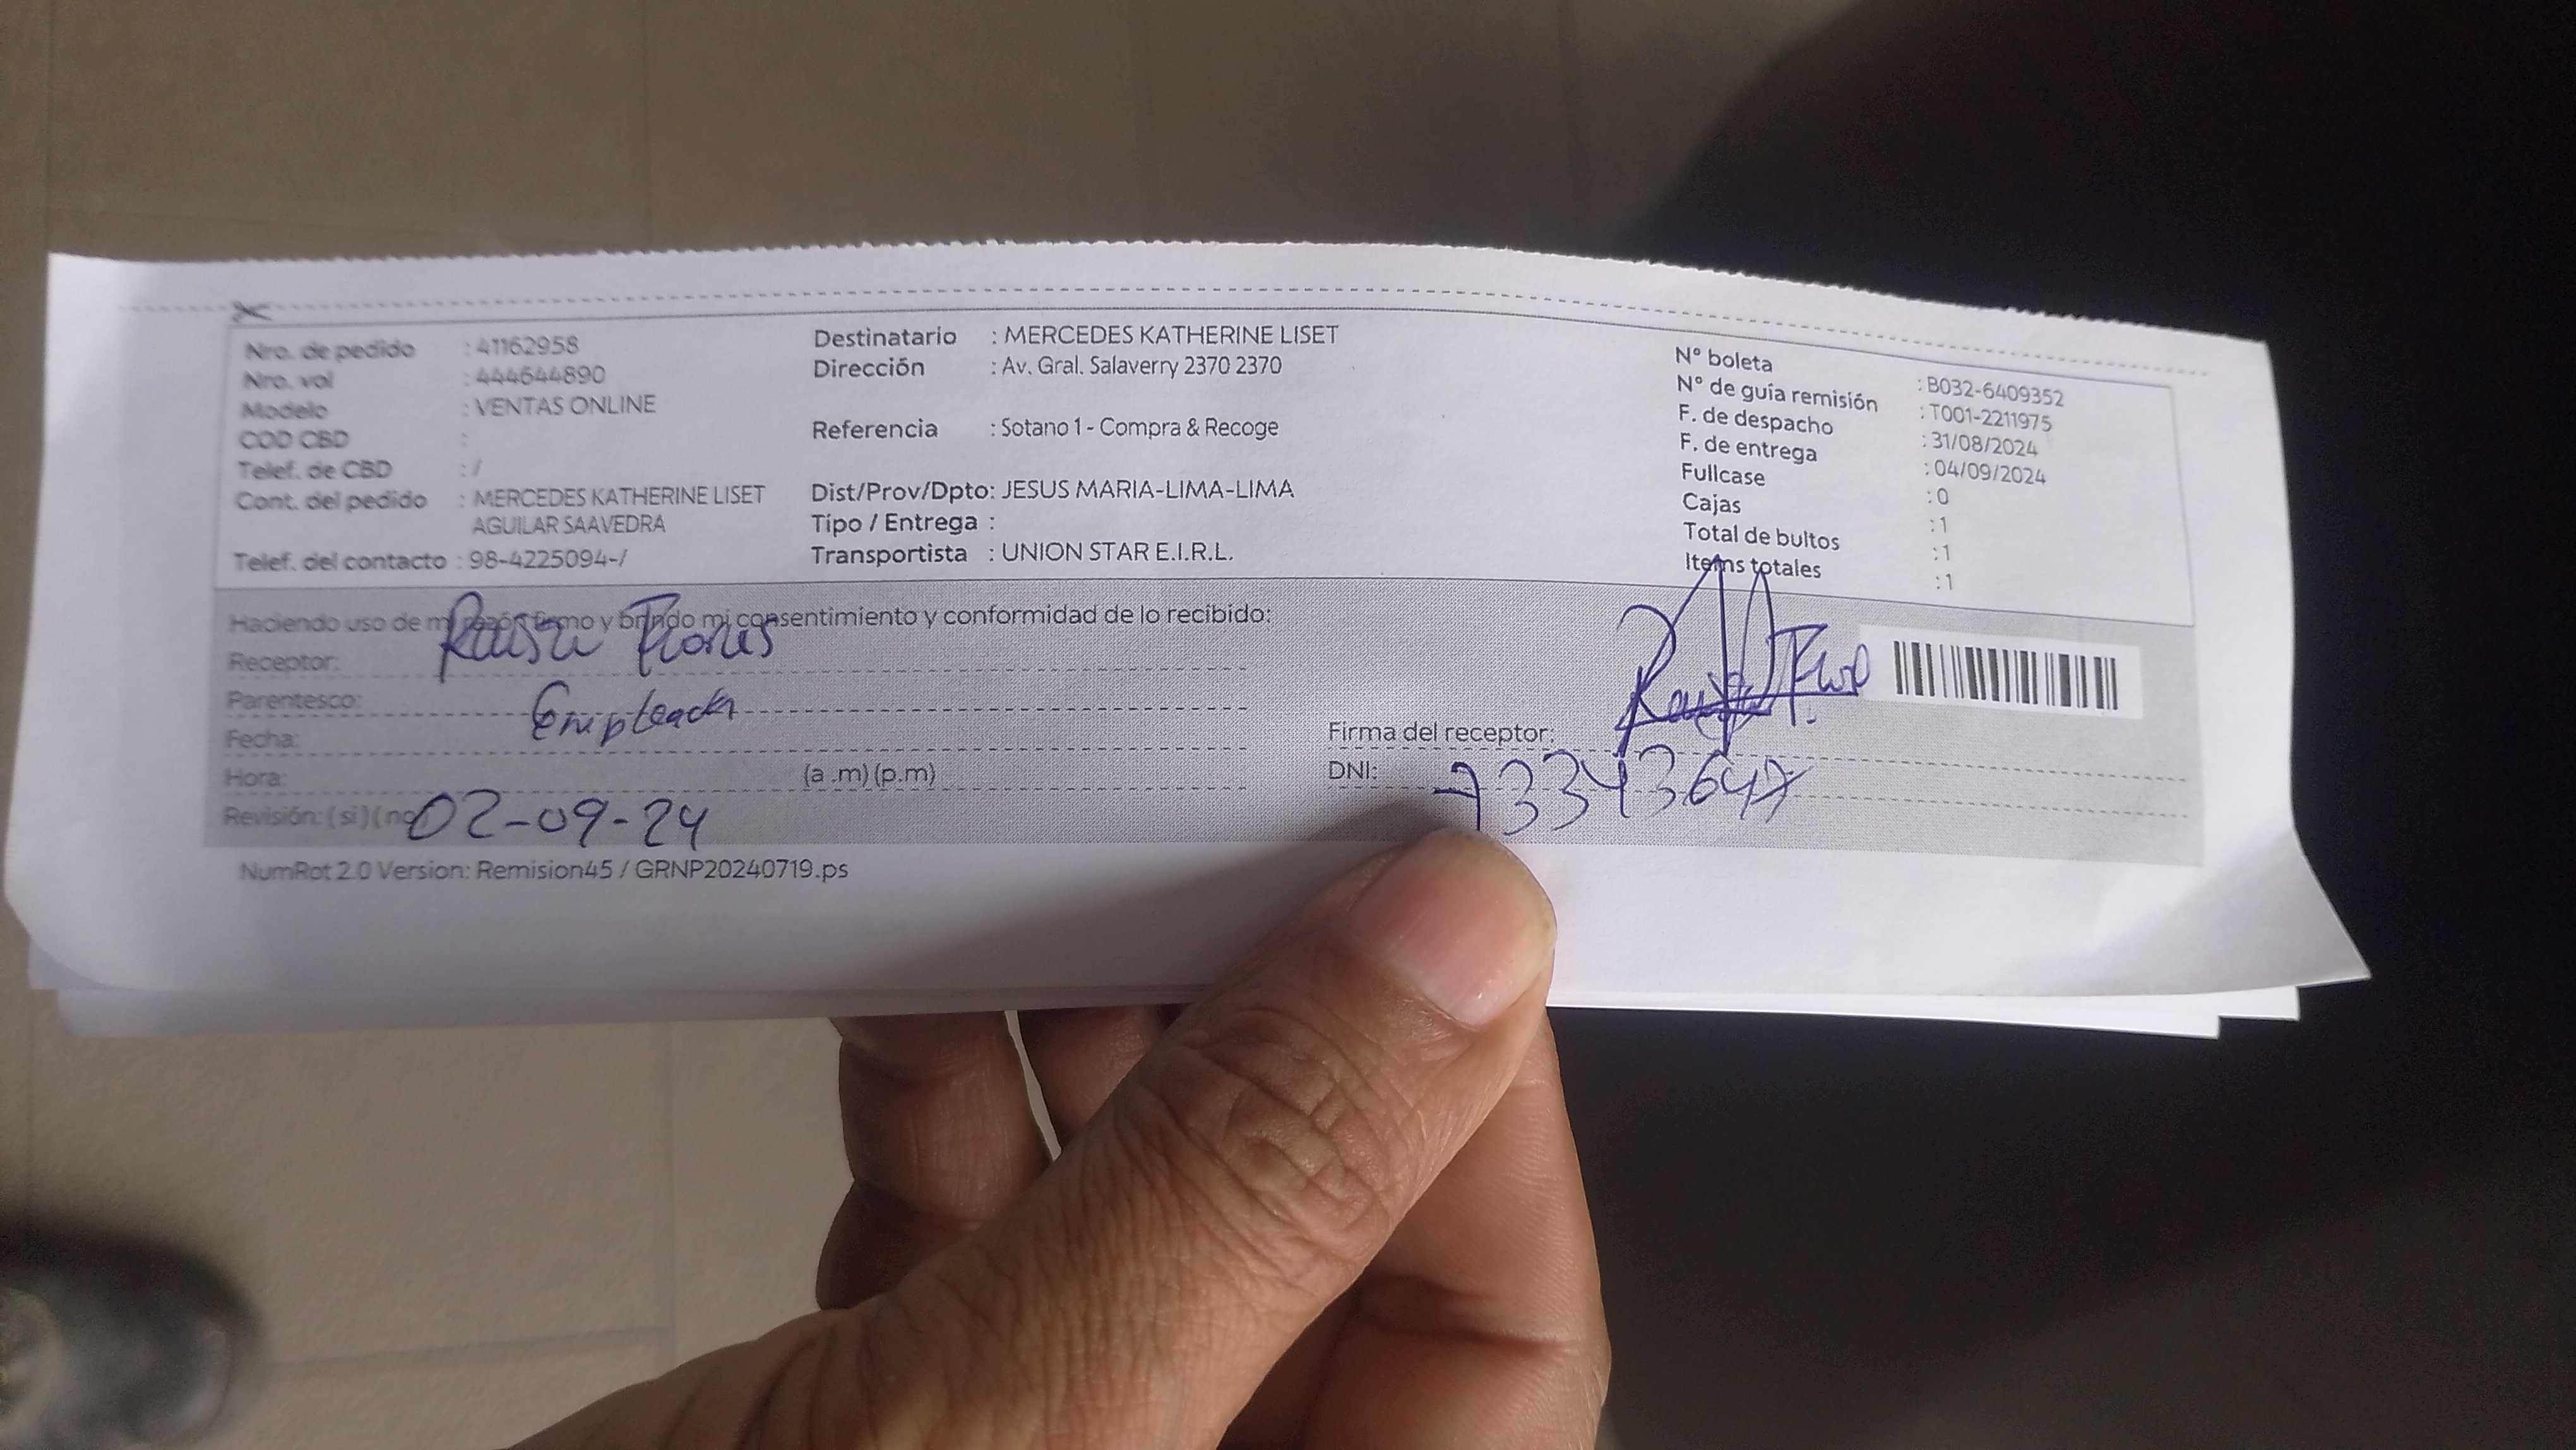 Nro. de pedido : 41162958
Nro. vol : 444644890
Modelo : VENTAS ONLINE
COD CBD :
Telef. de CBD : /
Cont. del pedido : MERCEDES KATHERINE LISET
AGUILAR SAAVEDRA
Telef. del contacto : 98-4225094-/
Destinatario : MERCEDES KATHERINE LISET
Dirección : Av. Gral. Salaverry 2370 2370
Referencia : Sotano 1 - Compra & Recoge
Dist/Prov/Dpto: JESUS MARIA-LIMA-LIMA
Tipo / Entrega :
Transportista : UNION STAR E.I.R.L.
N° boleta : B032-6409352
N° de guía remisión : T001-2211975
F. de despacho : 31/08/2024
F. de entrega : 04/09/2024
Fullcase : 0
Cajas : 1
Total de bultos : 1
Items totales : 1
Haciendo uso de mi razón firmo y brindo mi consentimiento y conformidad de lo recibido:
Receptor: Raisa Flores
Parentesco: Empleada
Fecha:
Hora: (a .m) (p.m)
Revisión: ( si ) ( no 02-09-24
Firma del receptor:
DNI: 73343647
NumRot 2.0 Version: Remision45 / GRNP20240719.ps